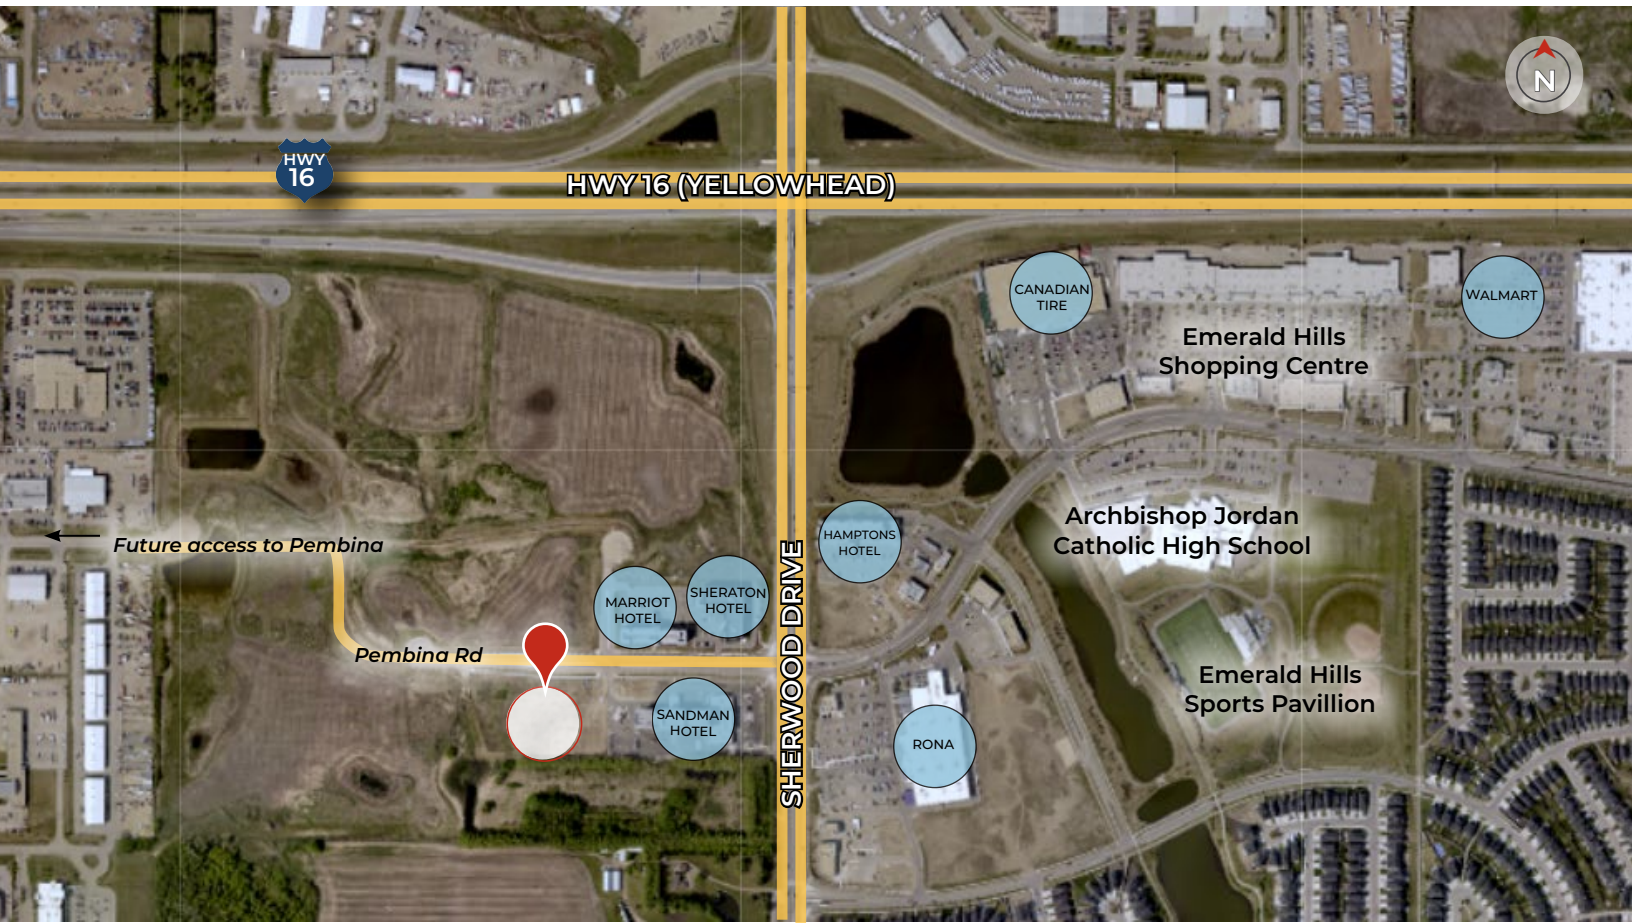 N
HWY
16
HWY 16 (YELLOWHEAD)
CANADIAN
TIRE
WALMART
Emerald Hills
Shopping Centre
HAMPTONS
HOTEL
Archbishop Jordan
Catholic High School
Future access to Pembina
MARRIOT
HOTEL
SHERATON
HOTEL
SHERWOOD DRIVE
Pembina Rd
SANDMAN
HOTEL
RONA
Emerald Hills
Sports Pavillion